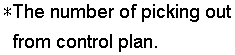 *The number of picking out
from control plan.